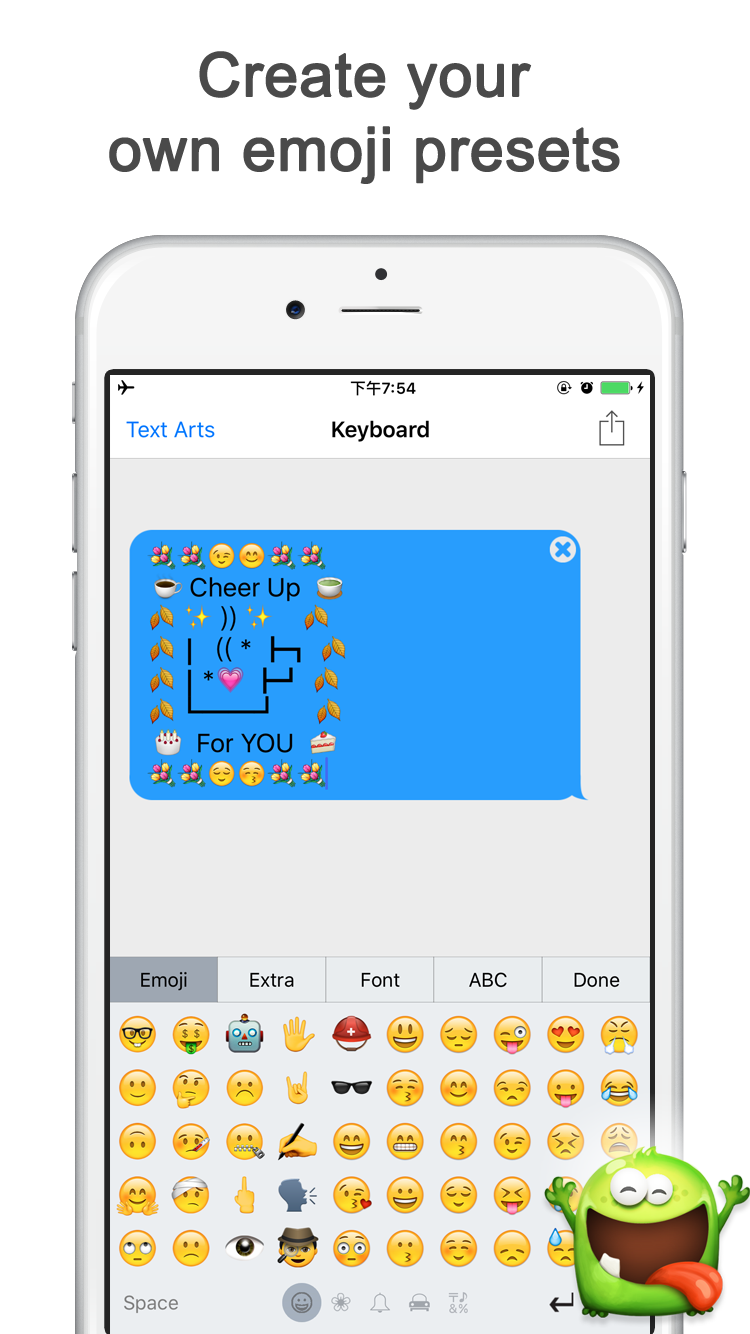 Create your
own emoji presets
下午7:54
Text Arts Keyboard
💐💐😉😊💐💐
☕ Cheer Up 🍵
🍂 ✨ )) ✨ 🍂
🍂 ┃ (( * ┣┓ 🍂
🍂 ┃ *💗 ┣┛ 🍂
🍂 ┗━━━┛ 🍂
🎂 For YOU 🍰
💐💐😌😚💐💐
Emoji Extra Font ABC Done
Space